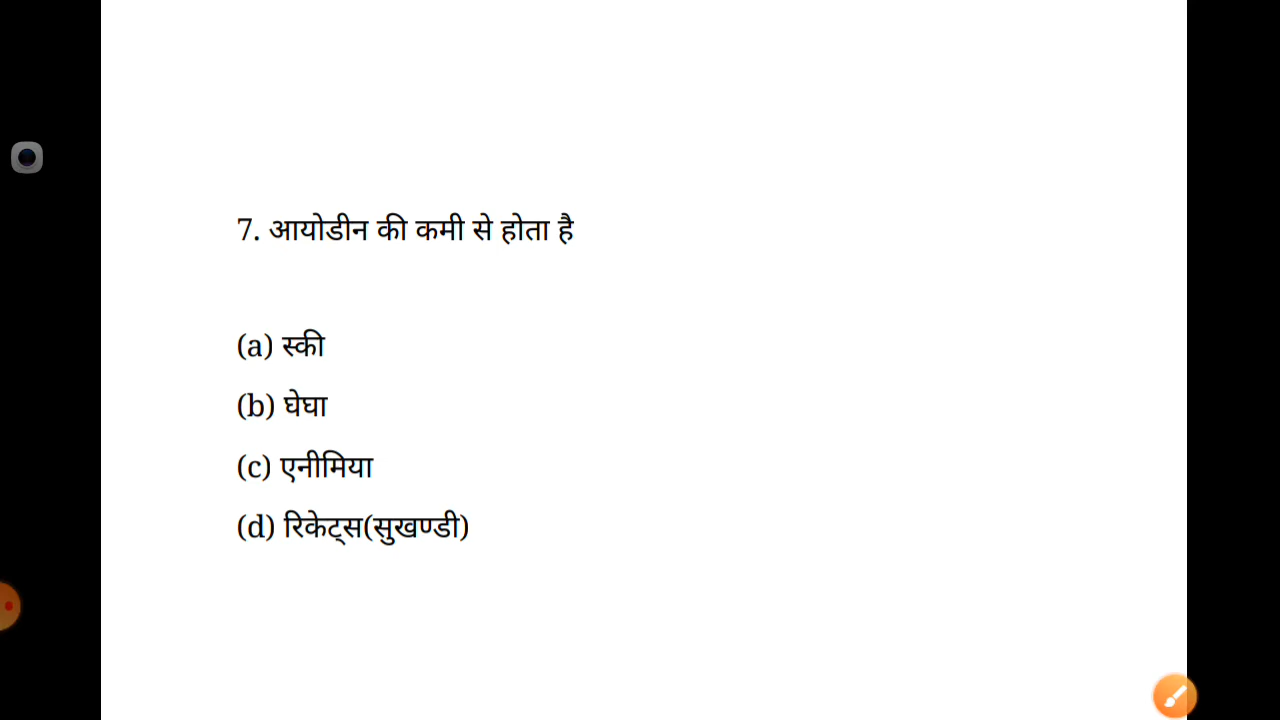 7. आयोडीन की कमी से होता है
(a) स्की
(b) घेघा
(c) एनीमिया
(d) रिकेट्स(सुखण्डी)